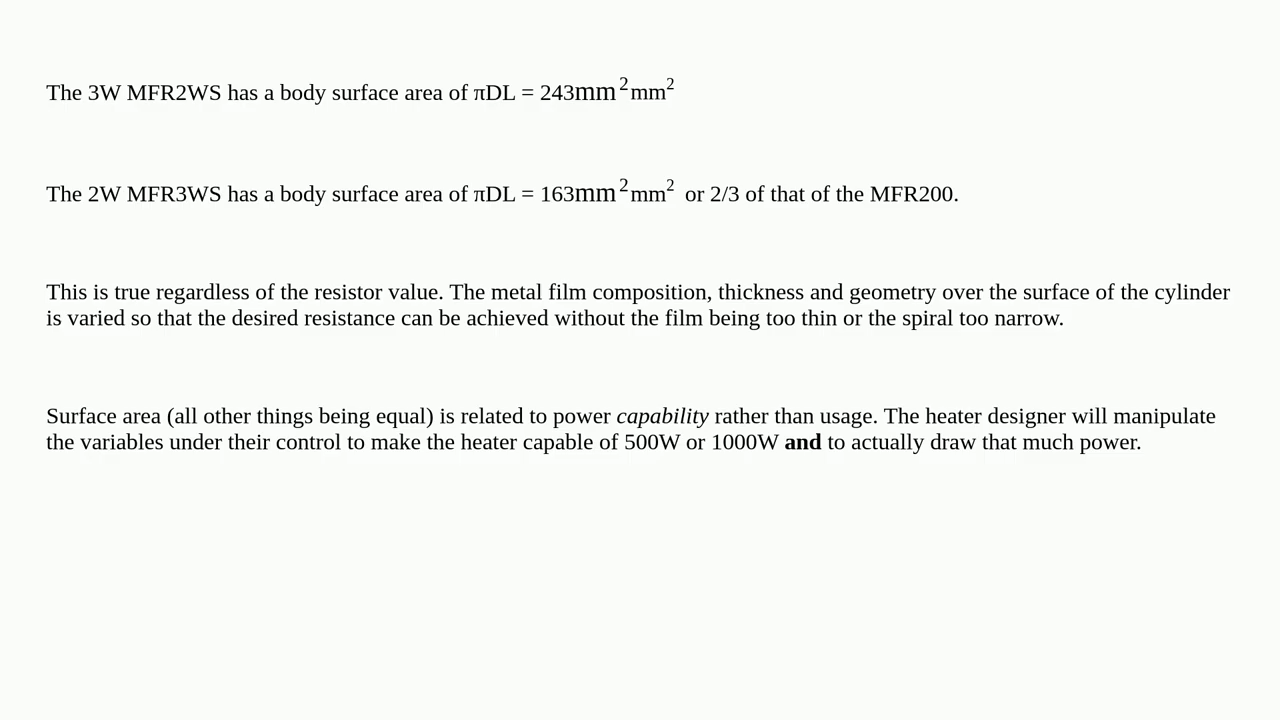 The 3W MFR2WS has a body surface area of πDL = 243mm²mm²
The 2W MFR3WS has a body surface area of πDL = 163mm²mm² or 2/3 of that of the MFR200.
This is true regardless of the resistor value. The metal film composition, thickness and geometry over the surface of the cylinder
is varied so that the desired resistance can be achieved without the film being too thin or the spiral too narrow.
Surface area (all other things being equal) is related to power capability rather than usage. The heater designer will manipulate
the variables under their control to make the heater capable of 500W or 1000W and to actually draw that much power.